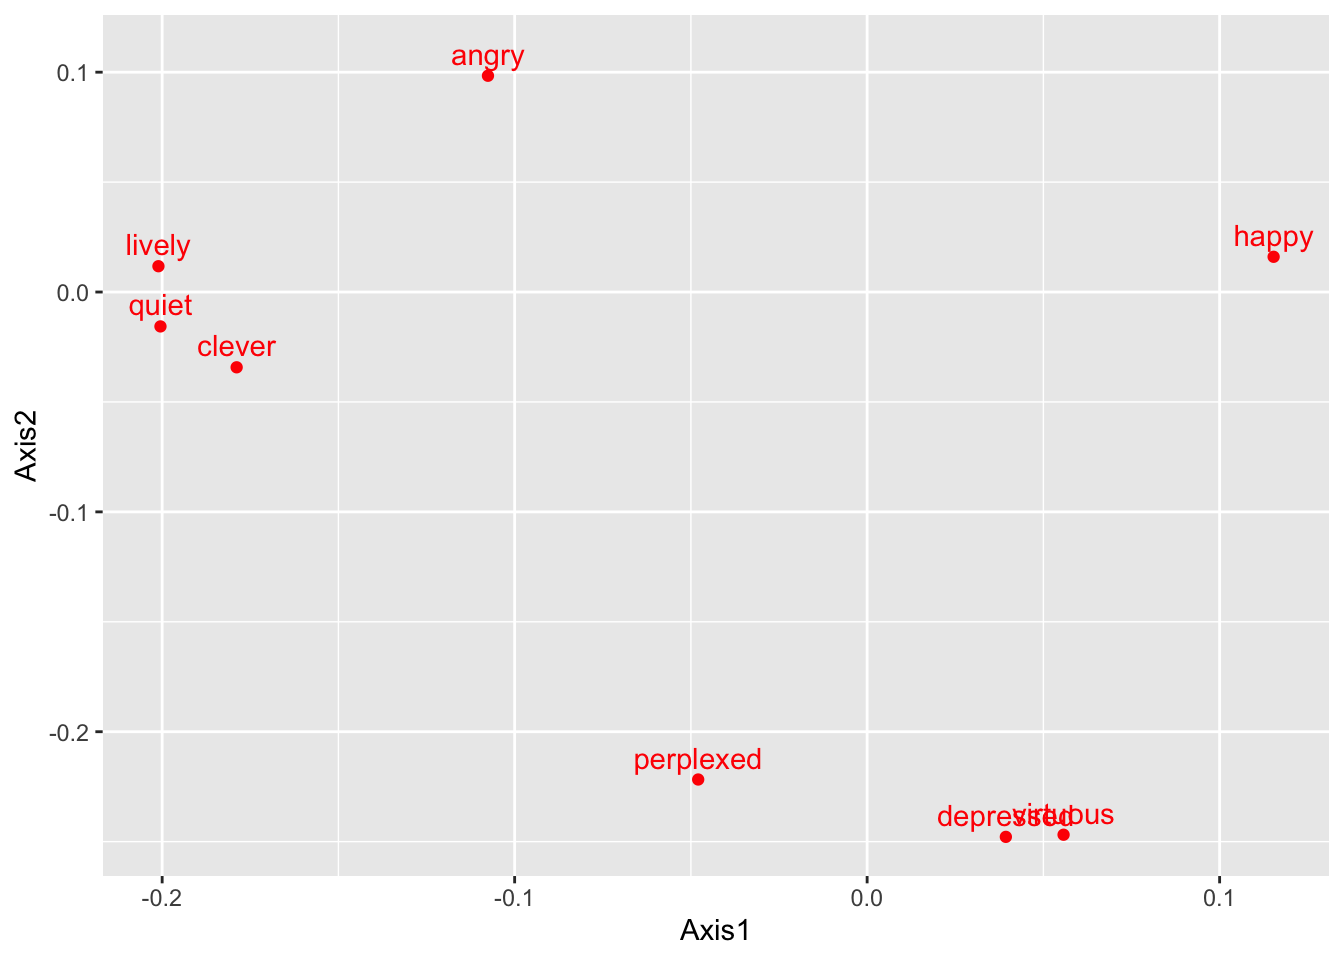 angry
0.1
happy
lively
0.0
quiet
clever
Axis2
-0.1
-0.2
perplexed
depressed
virtuous
-0.2
-0.1
0.0
0.1
Axis1